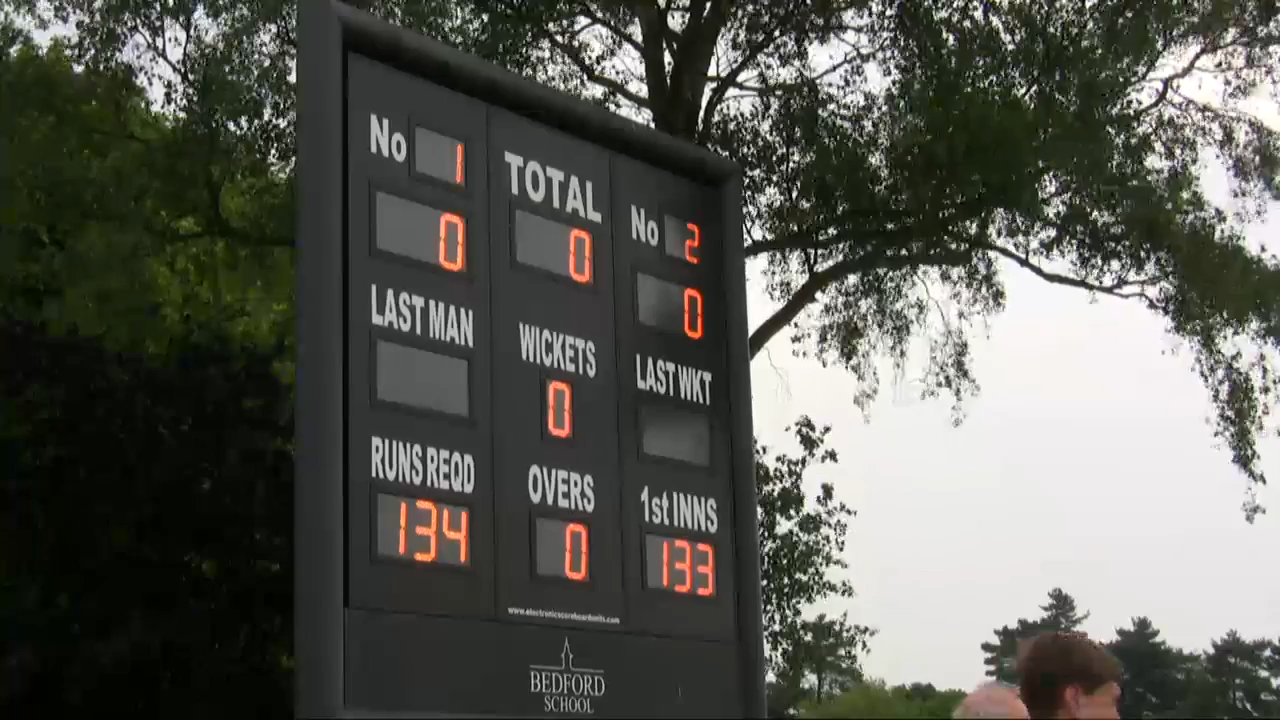 No 1
0
LAST MAN
RUNS REQD
134
TOTAL
0
WICKETS
0
OVERS
0
No 2
0
LAST WKT
1st INNS
133
www.electronicscoreboardunits.com
BEDFORD
SCHOOL